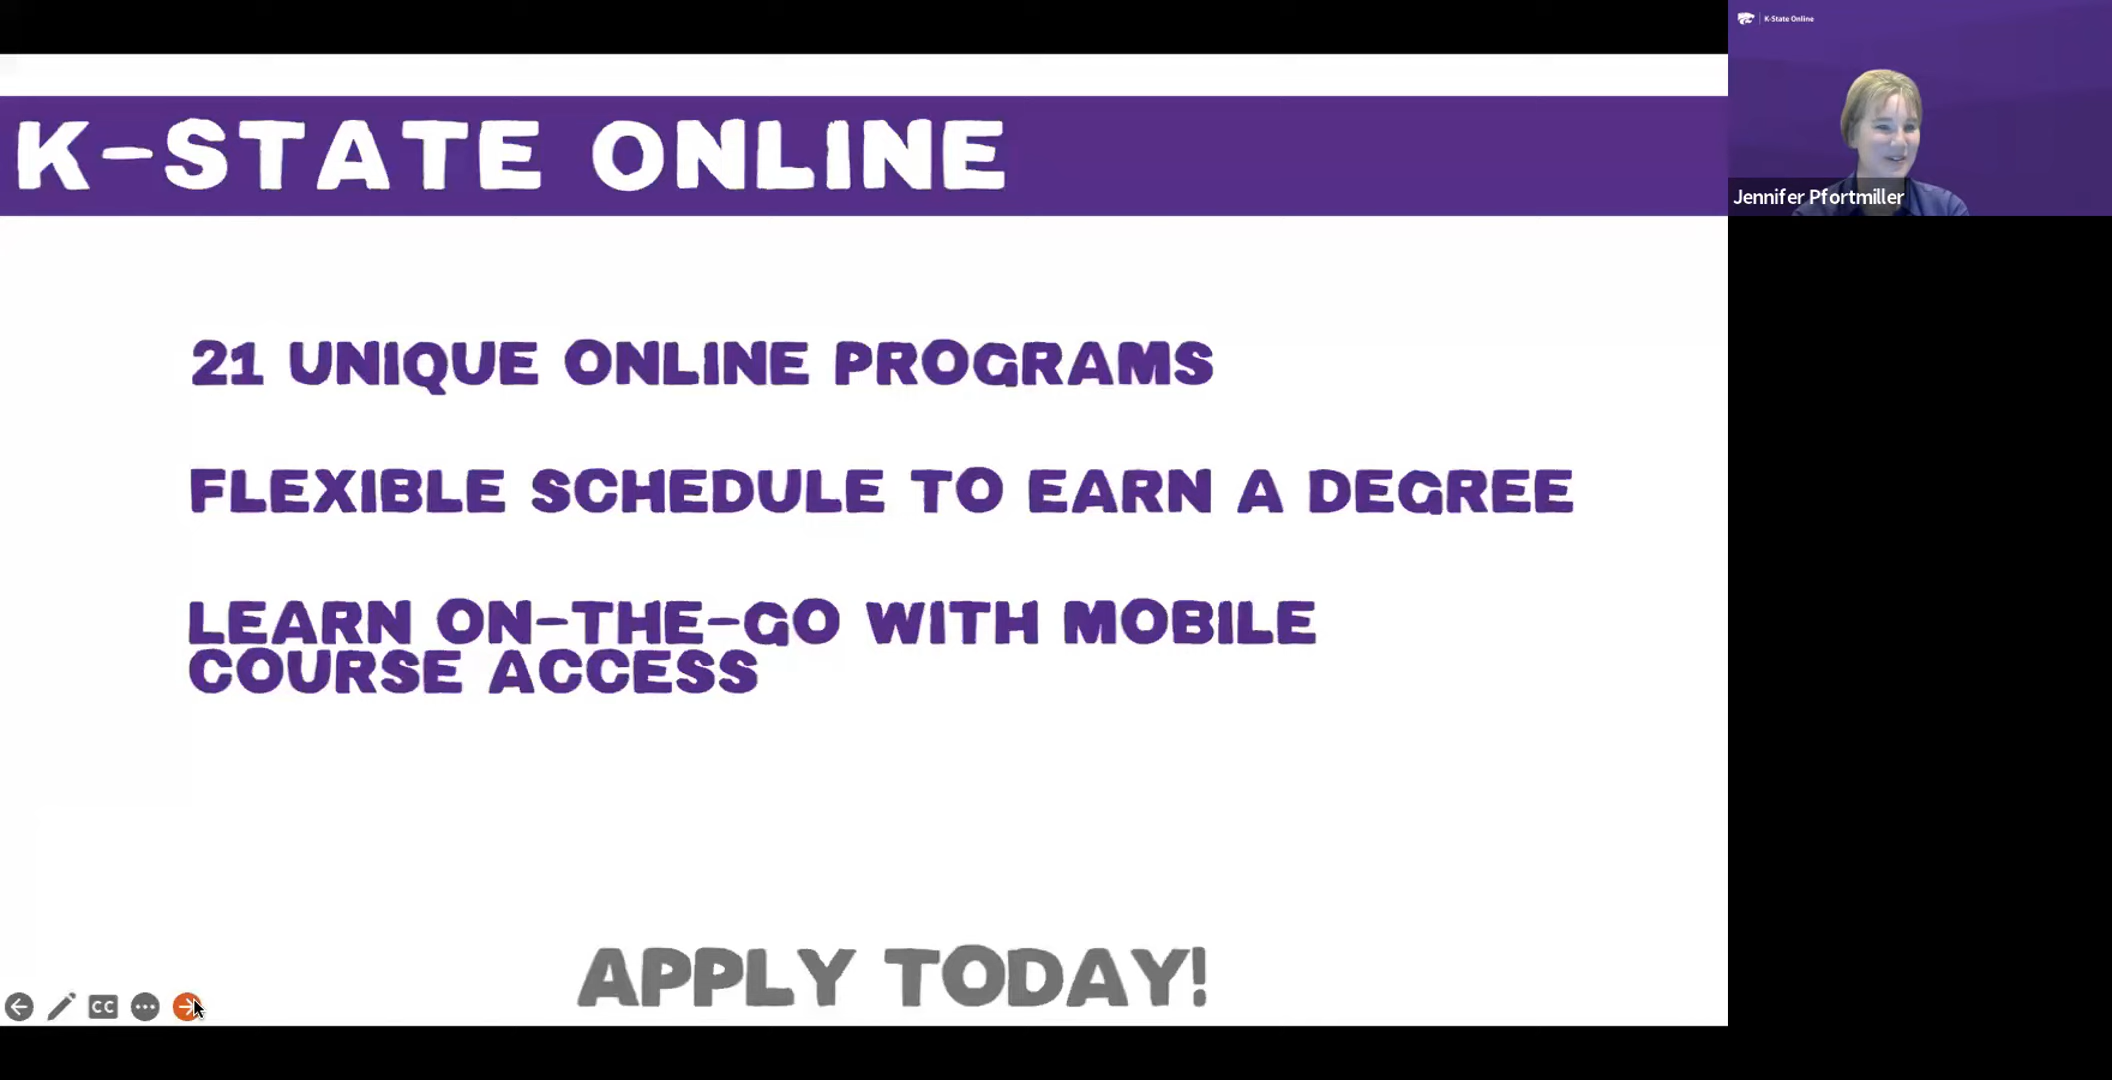 K-STATE ONLINE
21 UNIQUE ONLINE PROGRAMS
FLEXIBLE SCHEDULE TO EARN A DEGREE
LEARN ON-THE-GO WITH MOBILE
COURSE ACCESS
APPLY TODAY!
CC
K-State Online
Jennifer Pfortmiller